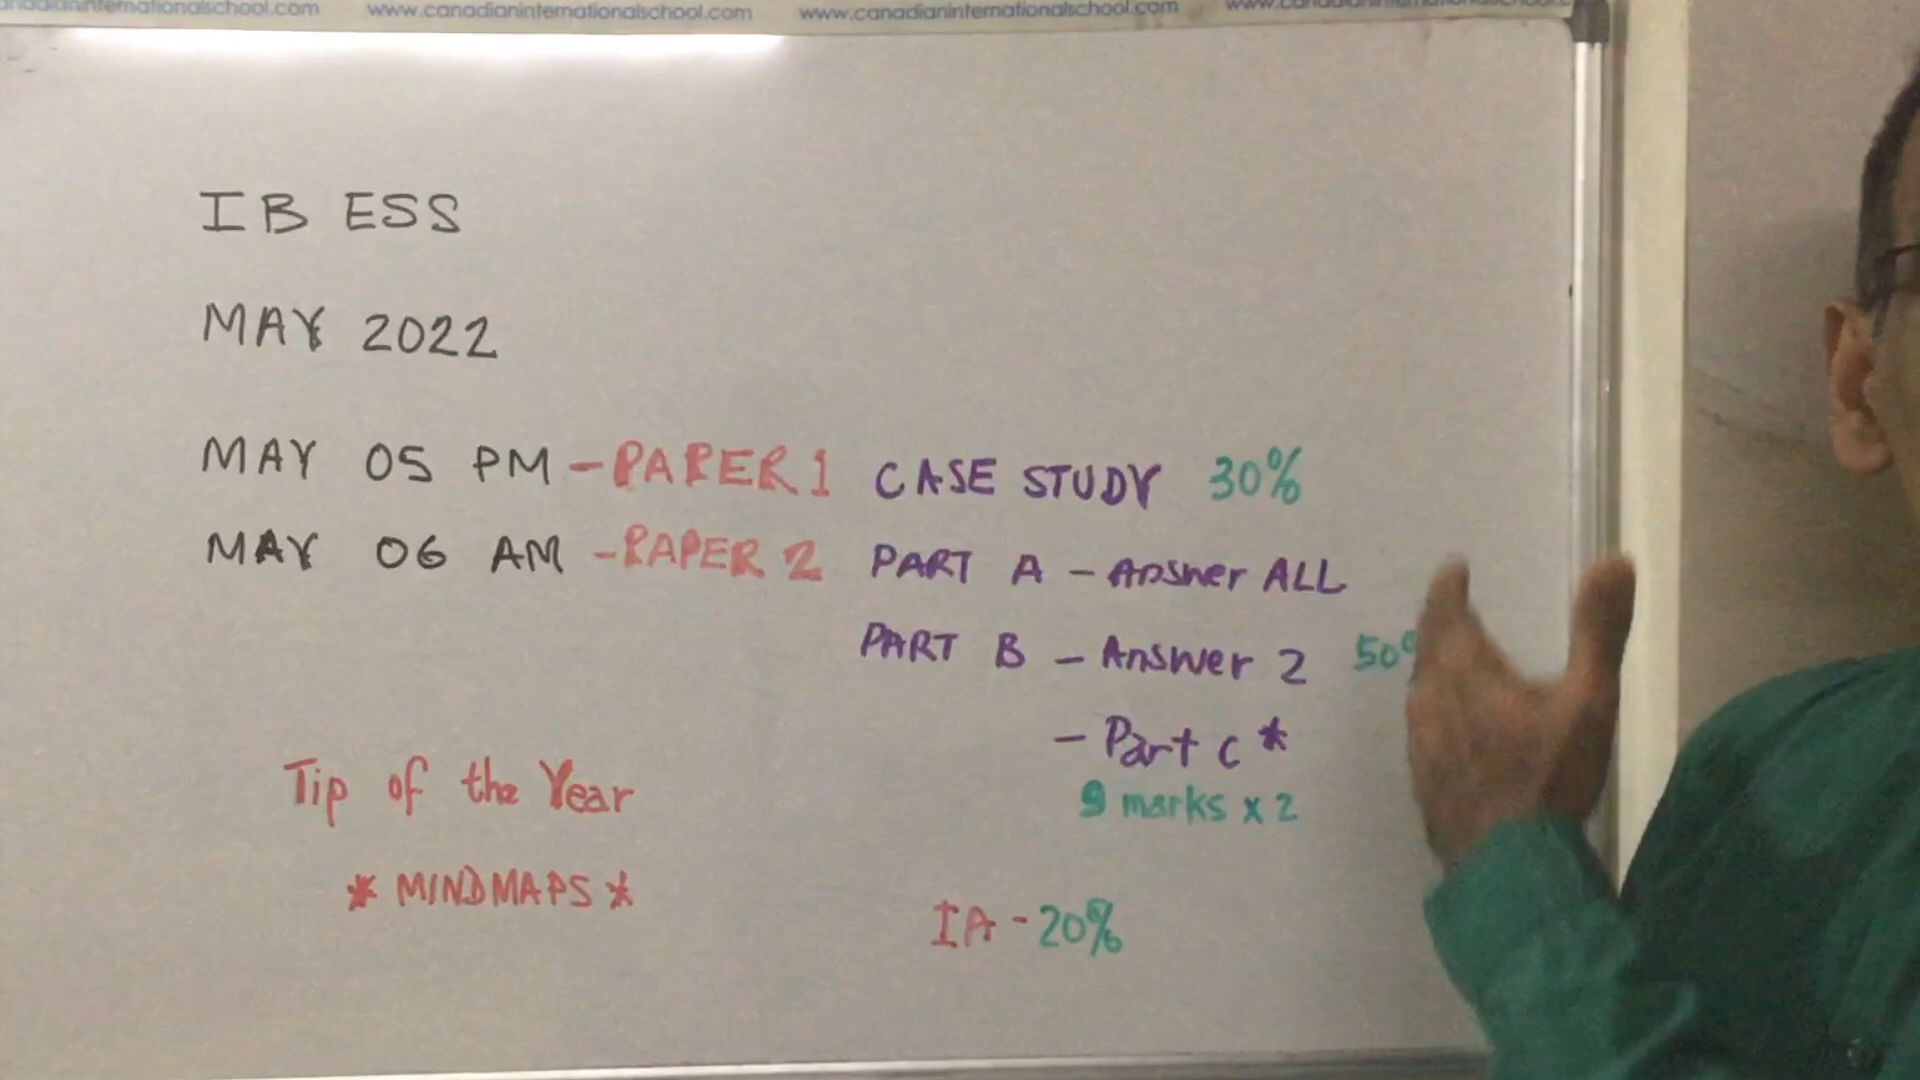 www.canadianinternationalschool.com www.canadianinternationalschool.com
IB ESS
MAY 2022
MAY 05 PM - PAPER 1 CASE STUDY 30%
MAY 06 AM - PAPER 2 PART A - Answer ALL
PART B - Answer 2 50
- Part C *
9 marks x 2
Tip of the Year
* MINDMAPS *
IA - 20%